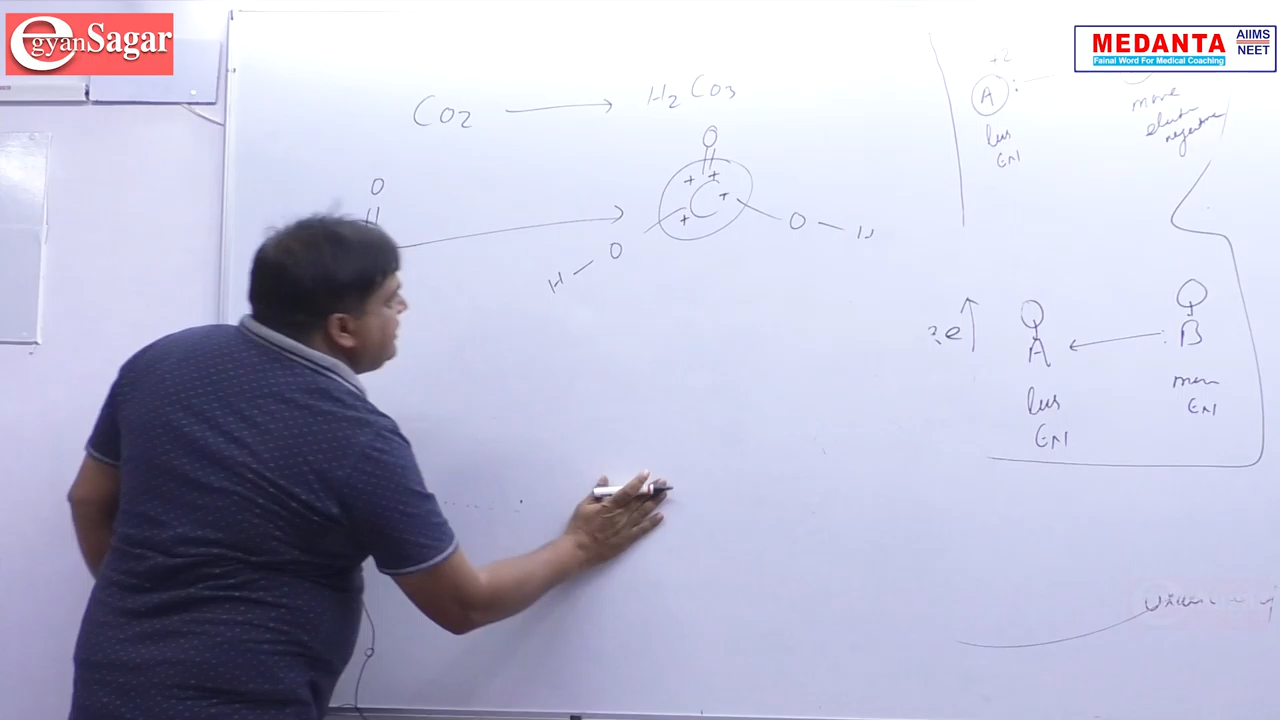 egyanSagar
MEDANTA
Fainal Word For Medical Coaching
AIIMS
NEET
CO2 → H2CO3
O
O
C
+ + + +
H – O
O – H
+2
A :
less
EN
more
electro
negative
2e ↑
A ← : B
less
EN
more
EN